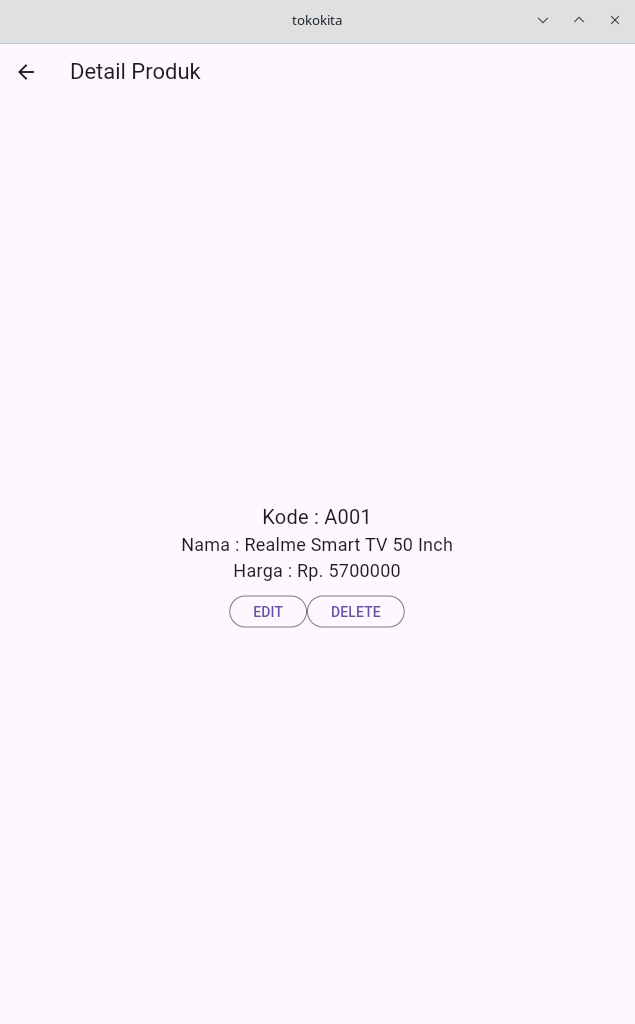 tokokita
Detail Produk
Kode : A001
Nama : Realme Smart TV 50 Inch
Harga : Rp. 5700000
EDIT DELETE